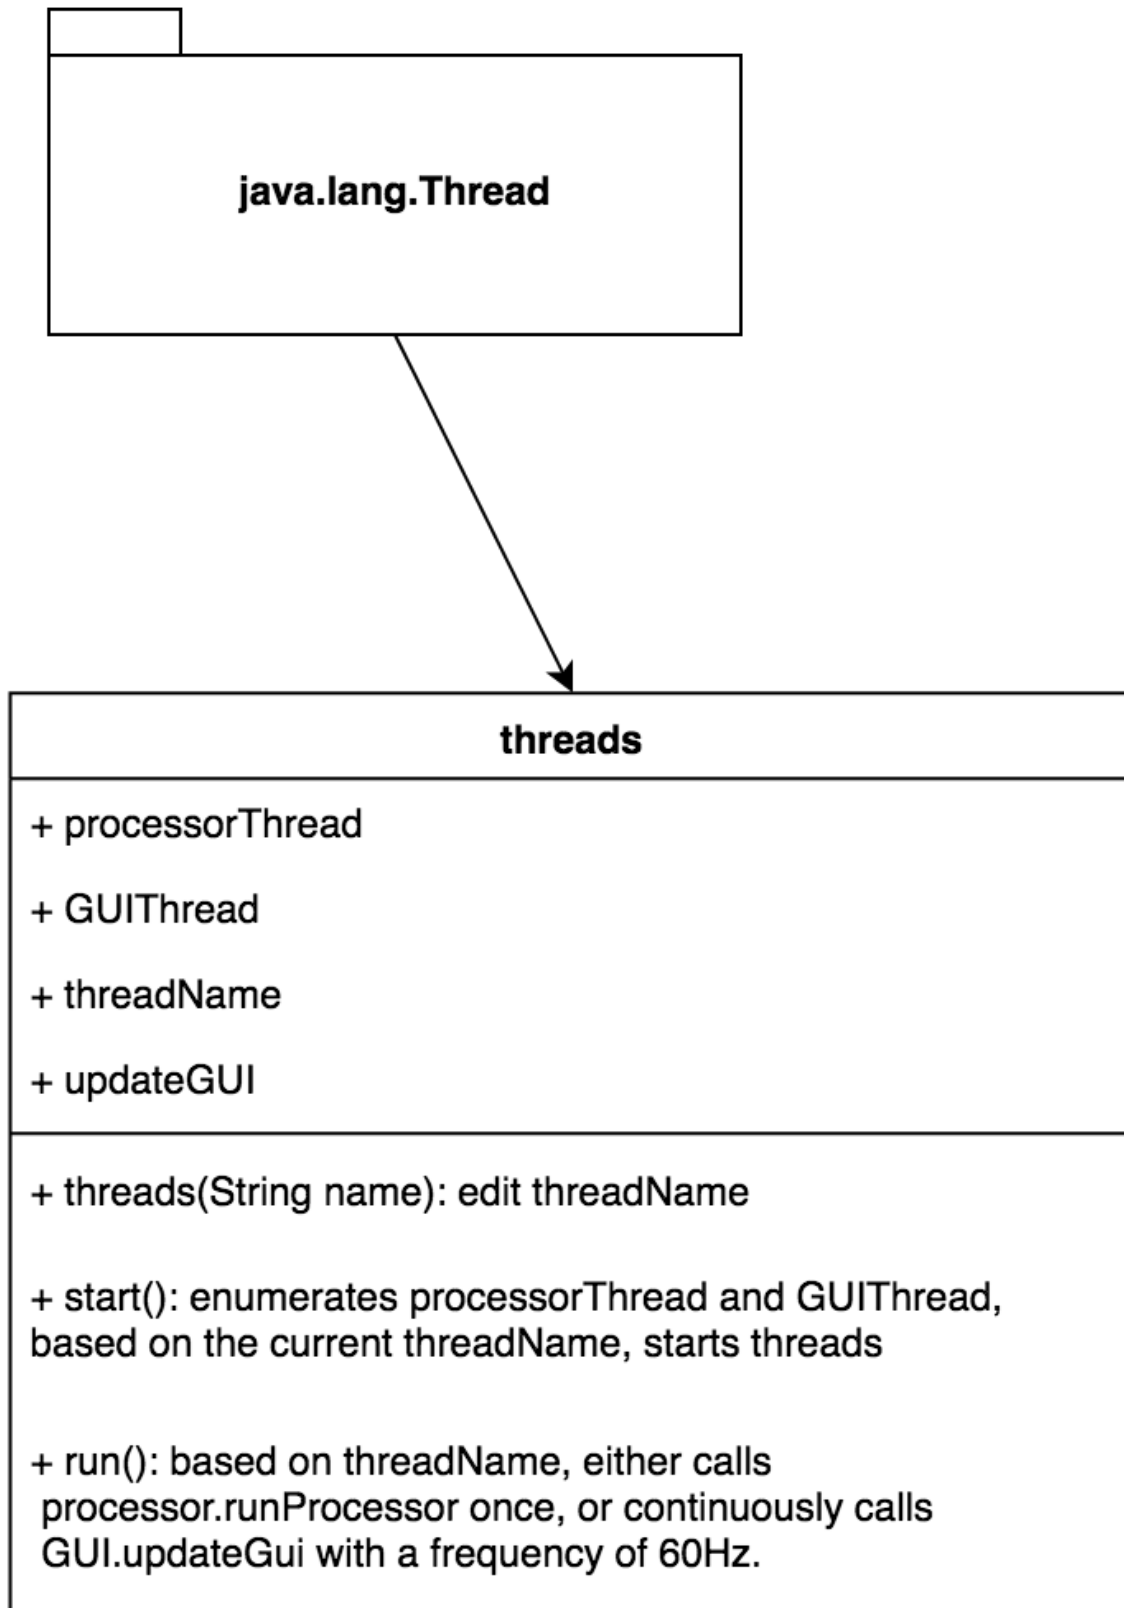 java.lang.Thread
threads
+ processorThread
+ GUIThread
+ threadName
+ updateGUI
+ threads(String name): edit threadName
+ start(): enumerates processorThread and GUIThread,
based on the current threadName, starts threads
+ run(): based on threadName, either calls
processor.runProcessor once, or continuously calls
GUI.updateGui with a frequency of 60Hz.